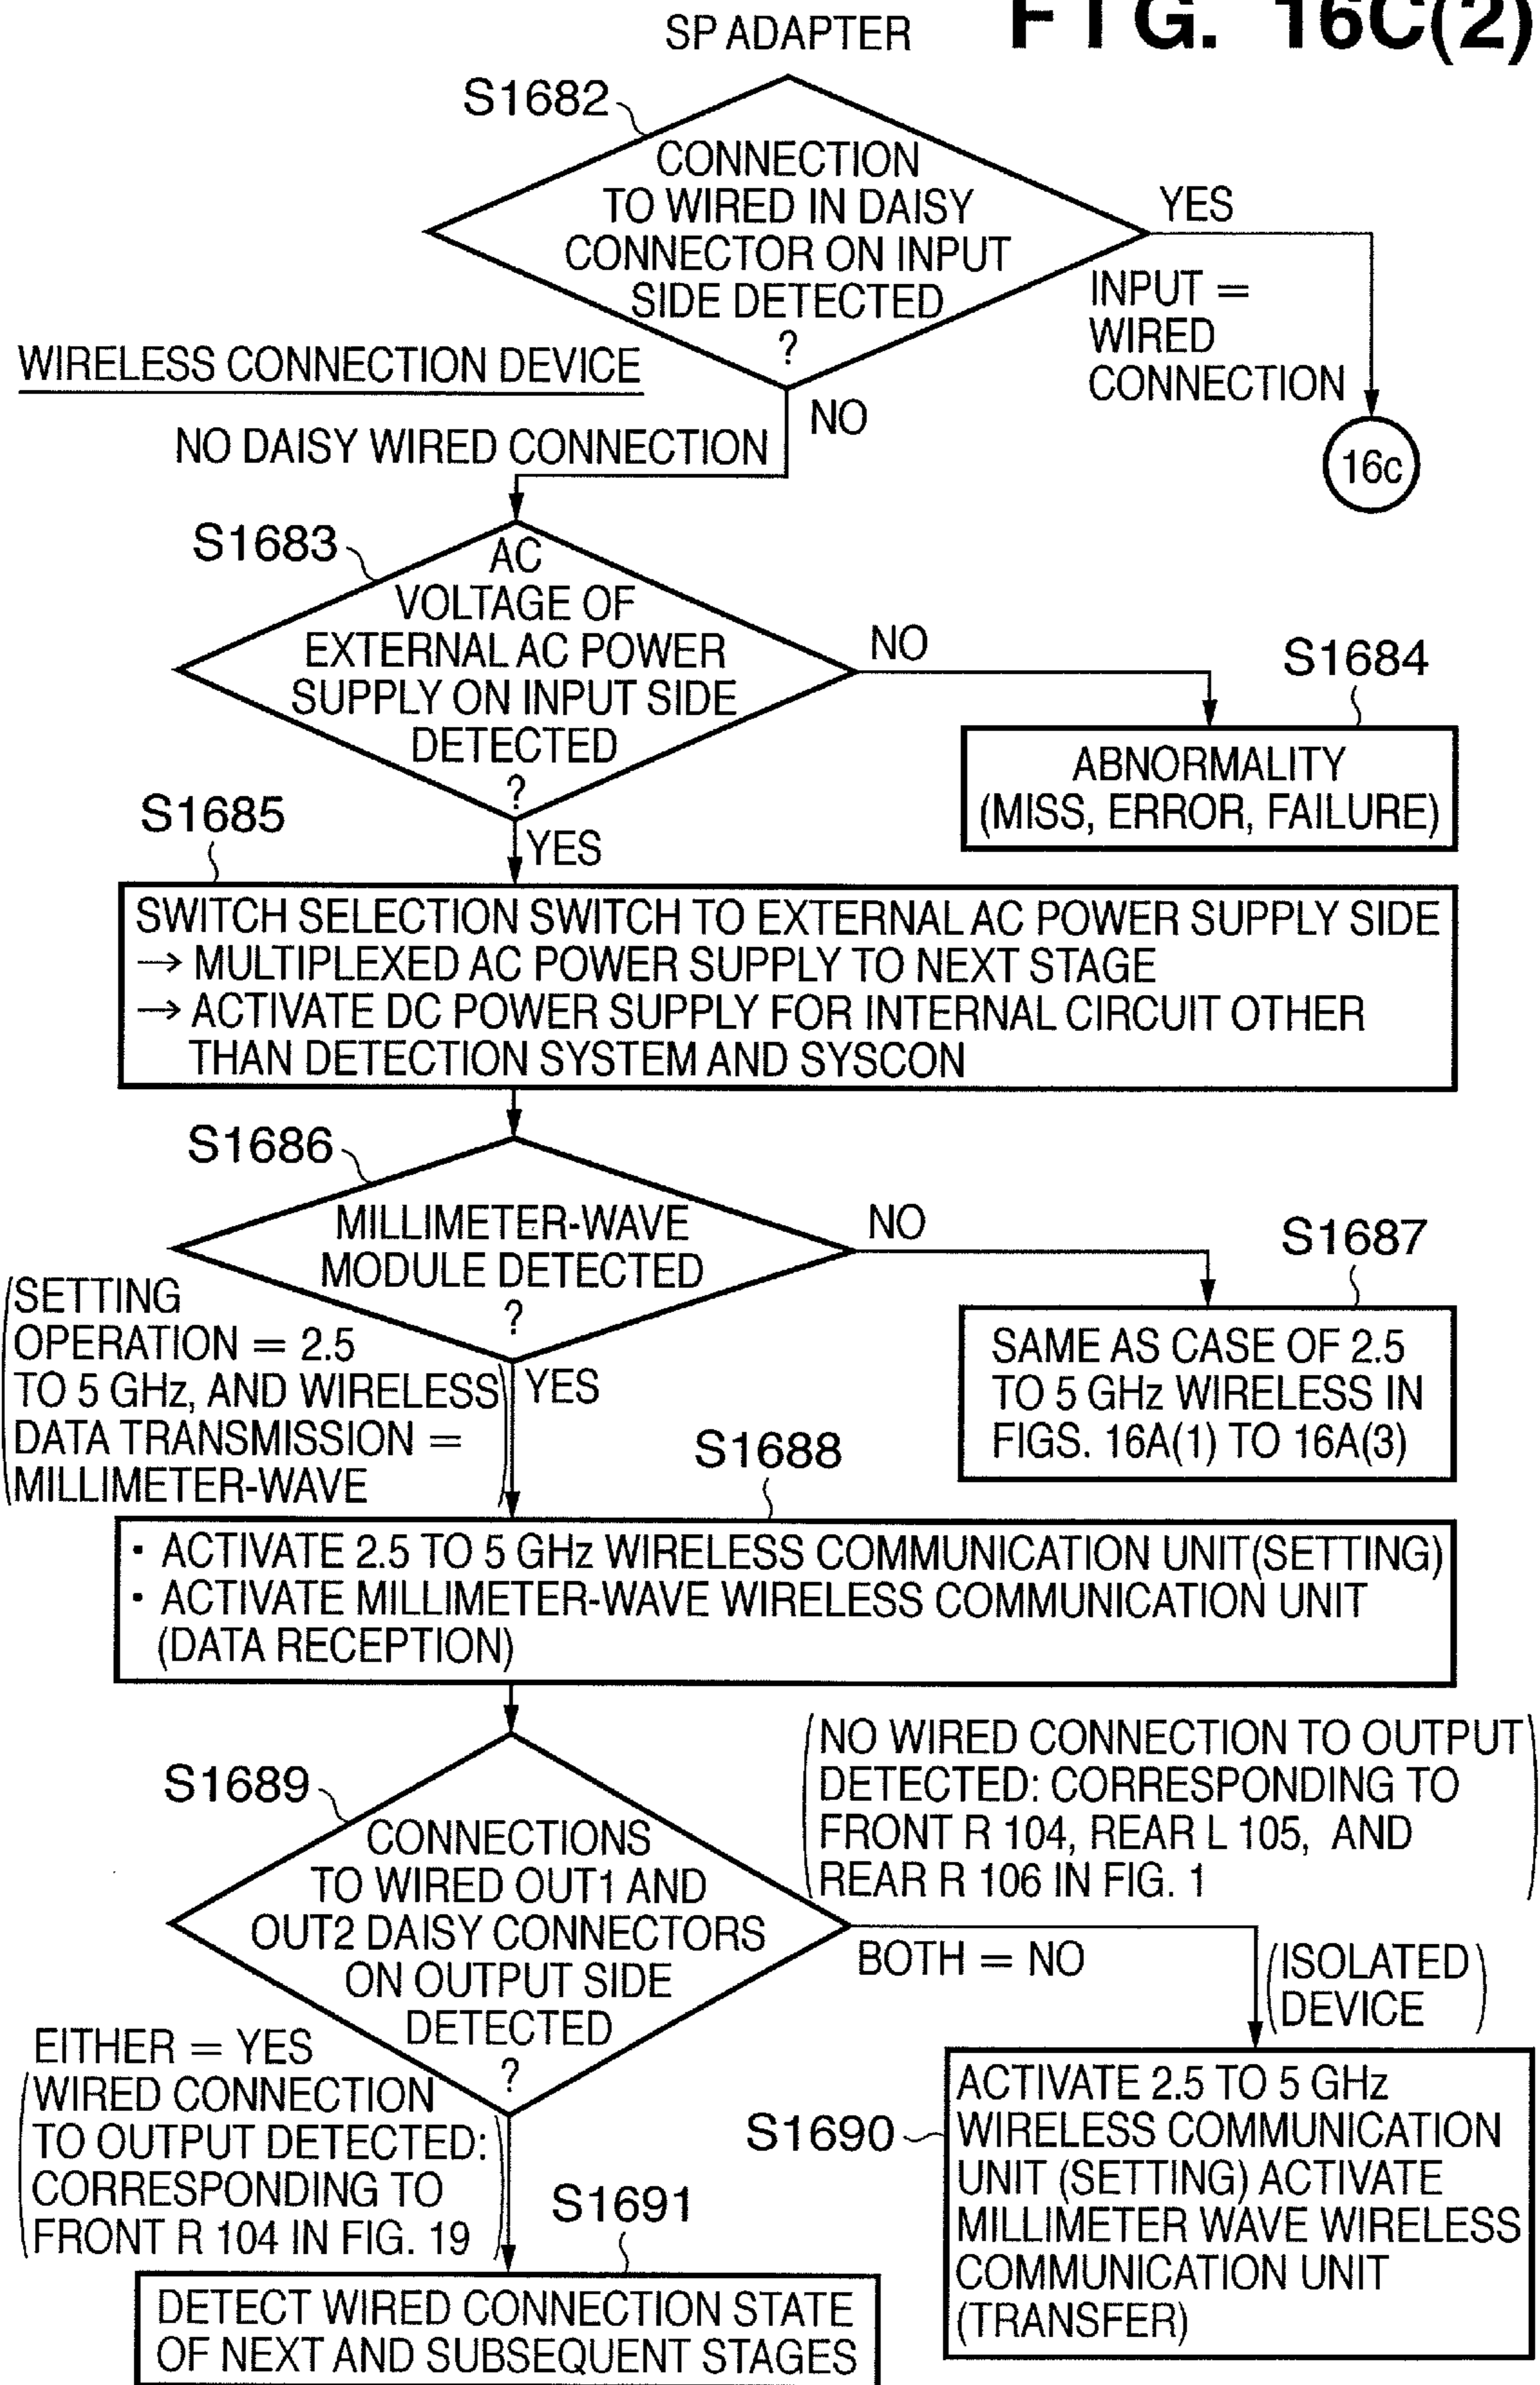 FIG. 16C(2)
SP ADAPTER
S1682
CONNECTION
TO WIRED IN DAISY
CONNECTOR ON INPUT
SIDE DETECTED
?
YES
INPUT =
WIRED
CONNECTION
16c
WIRELESS CONNECTION DEVICE
NO
NO DAISY WIRED CONNECTION
S1683
AC
VOLTAGE OF
EXTERNAL AC POWER
SUPPLY ON INPUT SIDE
DETECTED
?
NO
S1684
ABNORMALITY
(MISS, ERROR, FAILURE)
YES
S1685
SWITCH SELECTION SWITCH TO EXTERNAL AC POWER SUPPLY SIDE
→ MULTIPLEXED AC POWER SUPPLY TO NEXT STAGE
→ ACTIVATE DC POWER SUPPLY FOR INTERNAL CIRCUIT OTHER
THAN DETECTION SYSTEM AND SYSCON
S1686
MILLIMETER-WAVE
MODULE DETECTED
?
NO
S1687
SAME AS CASE OF 2.5
TO 5 GHz WIRELESS IN
FIGS. 16A(1) TO 16A(3)
(SETTING
OPERATION = 2.5
TO 5 GHz, AND WIRELESS
DATA TRANSMISSION =
MILLIMETER-WAVE)
YES
S1688
· ACTIVATE 2.5 TO 5 GHz WIRELESS COMMUNICATION UNIT(SETTING)
· ACTIVATE MILLIMETER-WAVE WIRELESS COMMUNICATION UNIT
(DATA RECEPTION)
S1689
CONNECTIONS
TO WIRED OUT1 AND
OUT2 DAISY CONNECTORS
ON OUTPUT SIDE
DETECTED
?
(NO WIRED CONNECTION TO OUTPUT
DETECTED: CORRESPONDING TO
FRONT R 104, REAR L 105, AND
REAR R 106 IN FIG. 1)
BOTH = NO
(ISOLATED
DEVICE)
S1690
ACTIVATE 2.5 TO 5 GHz
WIRELESS COMMUNICATION
UNIT (SETTING) ACTIVATE
MILLIMETER WAVE WIRELESS
COMMUNICATION UNIT
(TRANSFER)
EITHER = YES
(WIRED CONNECTION
TO OUTPUT DETECTED:
CORRESPONDING TO
FRONT R 104 IN FIG. 19)
S1691
DETECT WIRED CONNECTION STATE
OF NEXT AND SUBSEQUENT STAGES